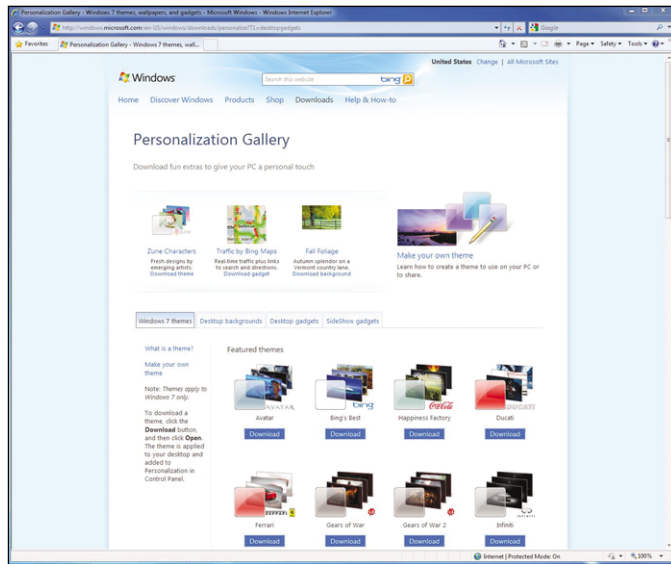 Personalization Gallery - Windows 7 themes, wallpapers, and gadgets - Microsoft Windows - Windows Internet Explorer
Google
Favorites
Personalization Gallery - Windows 7 themes, wall...
Page
Safety
Tools
United States Change | All Microsoft Sites
Windows
Search this website
bing
Home Discover Windows Products Shop Downloads Help & How-to
Personalization Gallery
Download fun extras to give your PC a personal touch
Zune Characters
Fresh designs by
emerging artists.
Download theme
Traffic by Bing Maps
Real-time traffic plus links
to search and directions.
Download gadget
Fall Foliage
Autumn splendor on a
Vermont country lane.
Download background
Make your own theme
Learn how to create a theme to use on your PC or
to share.
Windows 7 themes Desktop backgrounds Desktop gadgets SideShow gadgets
What is a theme?
Make your own
theme
Note: Themes apply to
Windows 7 only.
To download a
theme, click the
Download button,
and then click Open.
The theme is applied
to your desktop and
added to
Personalization in
Control Panel.
Featured themes
AVATAR
bing
Coca-Cola
DUCATI
Avatar Bing's Best Happiness Factory Ducati
Download Download Download Download
Ferrari Gears of War Gears of War 2 Infiniti
Download Download Download Download
Internet | Protected Mode: On
100%